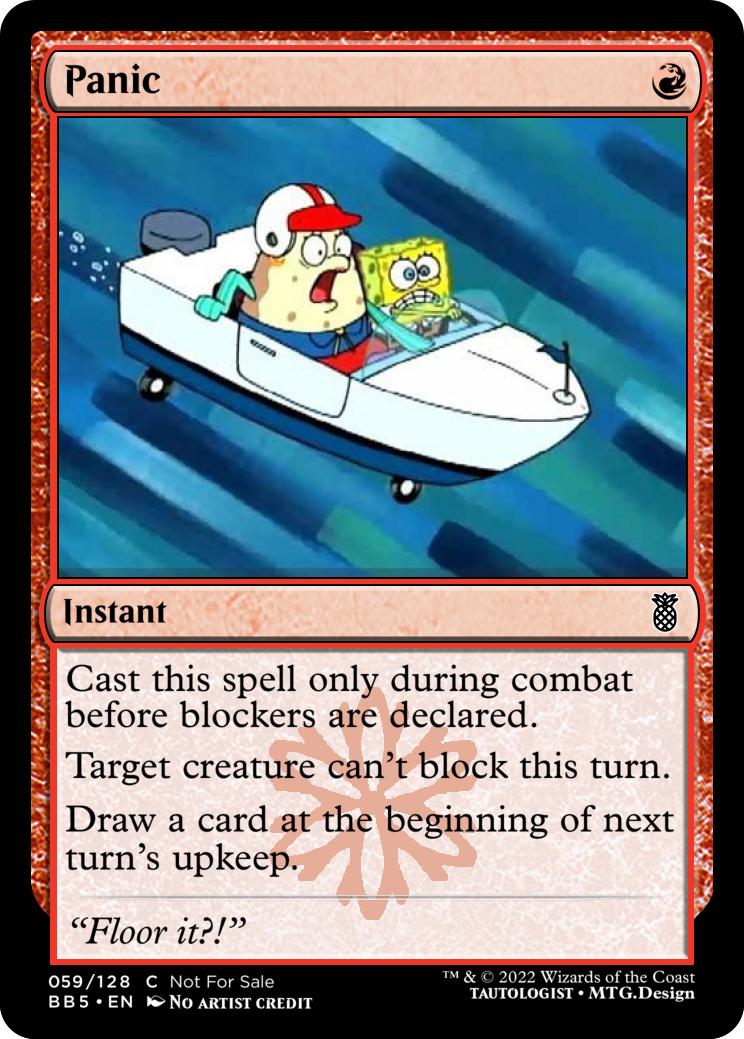 Panic
Instant
Cast this spell only during combat
before blockers are declared.
Target creature can't block this turn.
Draw a card at the beginning of next
turn's upkeep.
“Floor it?!”
059/128 C Not For Sale
BB5 • EN No Artist Credit
™ & © 2022 Wizards of the Coast
Tautologist • MTG.Design